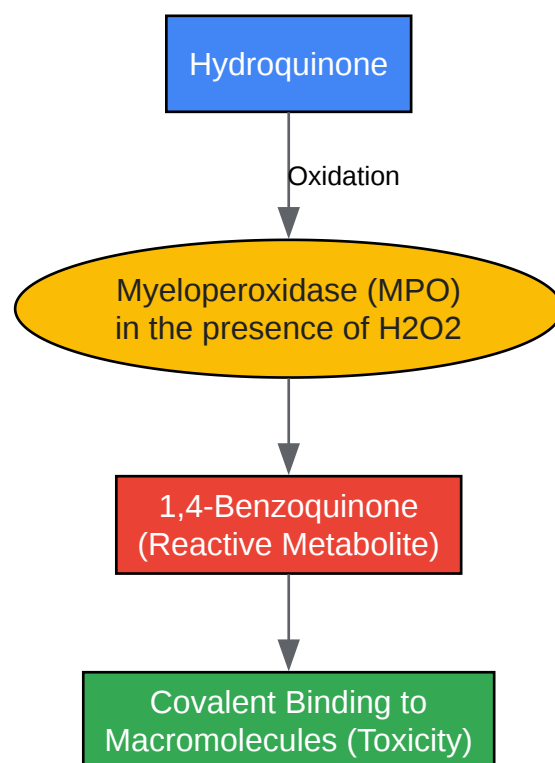 Hydroquinone
Oxidation
Myeloperoxidase (MPO)
in the presence of H2O2
1,4-Benzoquinone
(Reactive Metabolite)
Covalent Binding to
Macromolecules (Toxicity)